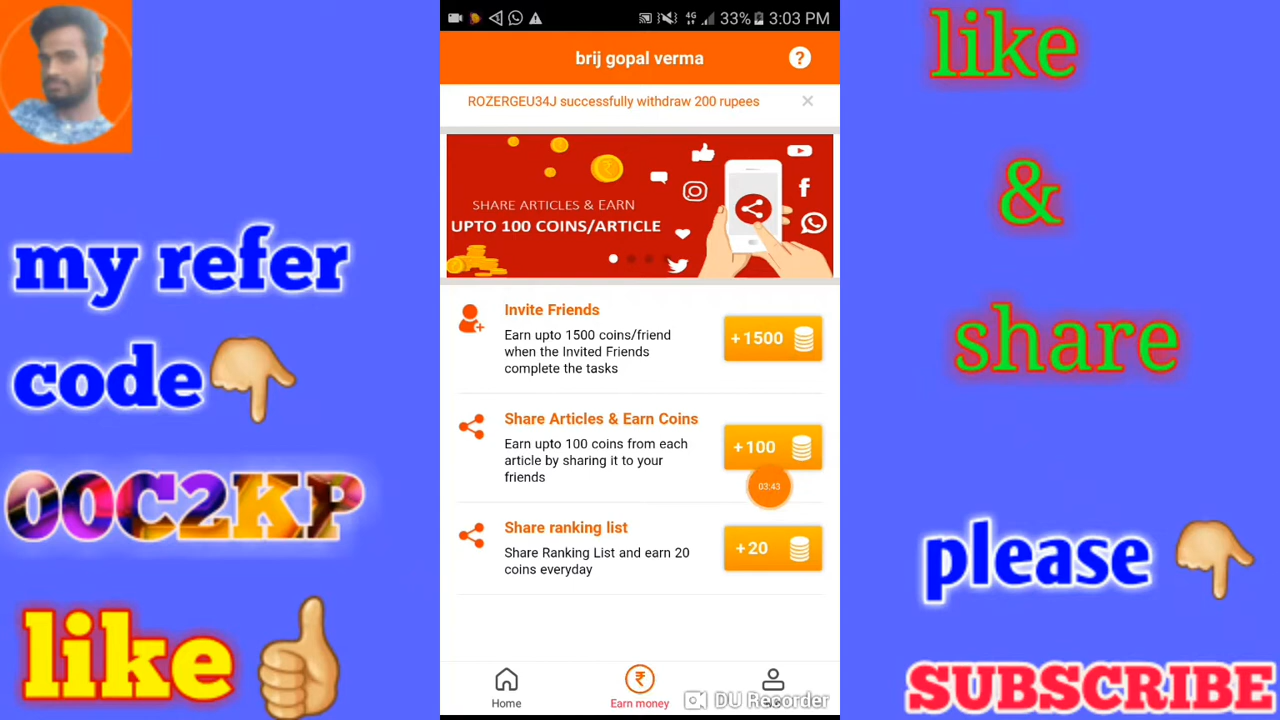 my refer
code
OOC2KP
like
4G
33%
3:03 PM
brij gopal verma
?
ROZERGEU34J successfully withdraw 200 rupees
SHARE ARTICLES & EARN
UPTO 100 COINS/ARTICLE
Invite Friends
Earn upto 1500 coins/friend
when the Invited Friends
complete the tasks
+1500
Share Articles & Earn Coins
Earn upto 100 coins from each
article by sharing it to your
friends
+100
03:43
Share ranking list
Share Ranking List and earn 20
coins everyday
+20
Home
Earn money
DU Recorder
like
&
share
please
SUBSCRIBE